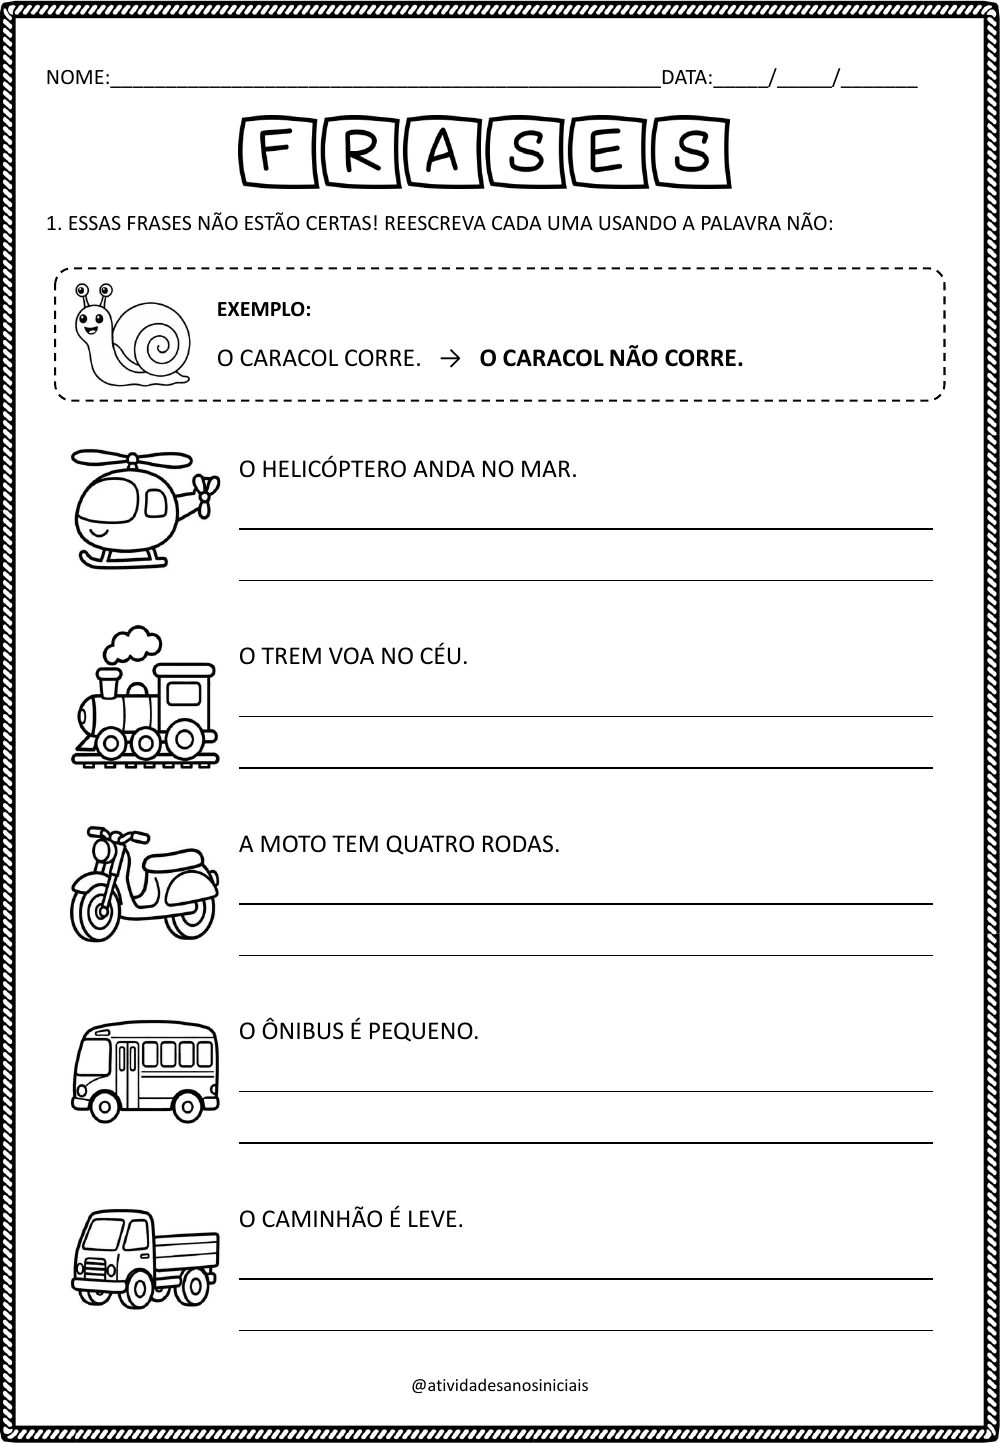 NOME:__________________________________________________DATA:_____/_____/_______
FRASES
1. ESSAS FRASES NÃO ESTÃO CERTAS! REESCREVA CADA UMA USANDO A PALAVRA NÃO:
EXEMPLO:
O CARACOL CORRE. → O CARACOL NÃO CORRE.
O HELICÓPTERO ANDA NO MAR.
O TREM VOA NO CÉU.
A MOTO TEM QUATRO RODAS.
O ÔNIBUS É PEQUENO.
O CAMINHÃO É LEVE.
@atividadesanosiniciais